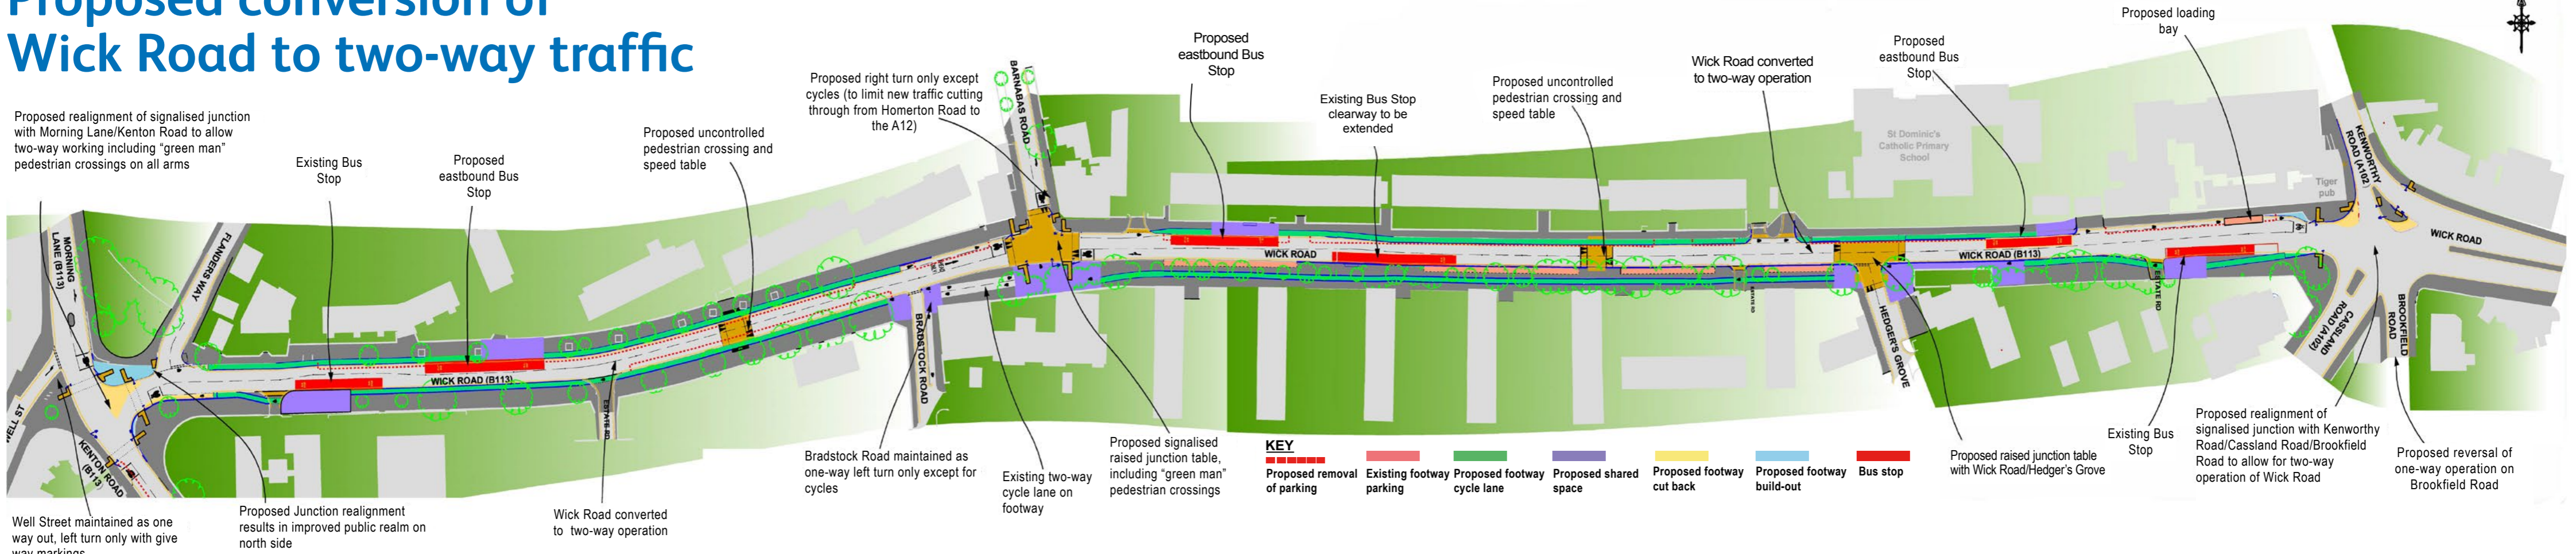 Proposed conversion of
Wick Road to two-way traffic
Proposed realignment of signalised junction
with Morning Lane/Kenton Road to allow
two-way working including “green man”
pedestrian crossings on all arms
Existing Bus
Stop
Proposed
eastbound Bus
Stop
Proposed uncontrolled
pedestrian crossing and
speed table
Proposed right turn only except
cycles (to limit new traffic cutting
through from Homerton Road to
the A12)
Proposed
eastbound Bus
Stop
Existing Bus Stop
clearway to be
extended
Proposed uncontrolled
pedestrian crossing and
speed table
Wick Road converted
to two-way operation
Proposed
eastbound Bus
Stop
Proposed loading
bay
MORNING
LANE (B113)
FLANDERS WAY
BARNABAS ROAD
St Dominic's
Catholic Primary
School
Tiger
pub
KENWORTHY
ROAD (A102)
WICK ROAD
WICK ROAD (B113)
WICK ROAD
WICK ROAD (B113)
WELL ST
KENTON ROAD
(B113)
ESTATE RD
BRADSTOCK ROAD
ESTATE RD
HEDGER'S GROVE
ESTATE RD
CASSLAND
ROAD (A102)
BROOKFIELD
ROAD
Well Street maintained as one
way out, left turn only with give
way markings
Proposed Junction realignment
results in improved public realm on
north side
Wick Road converted
to two-way operation
Bradstock Road maintained as
one-way left turn only except for
cycles
Existing two-way
cycle lane on
footway
Proposed signalised
raised junction table,
including “green man”
pedestrian crossings
KEY
Proposed removal
of parking
Existing footway
parking
Proposed footway
cycle lane
Proposed shared
space
Proposed footway
cut back
Proposed footway
build-out
Bus stop
Proposed raised junction table
with Wick Road/Hedger's Grove
Existing Bus
Stop
Proposed realignment of
signalised junction with Kenworthy
Road/Cassland Road/Brookfield
Road to allow for two-way
operation of Wick Road
Proposed reversal of
one-way operation on
Brookfield Road